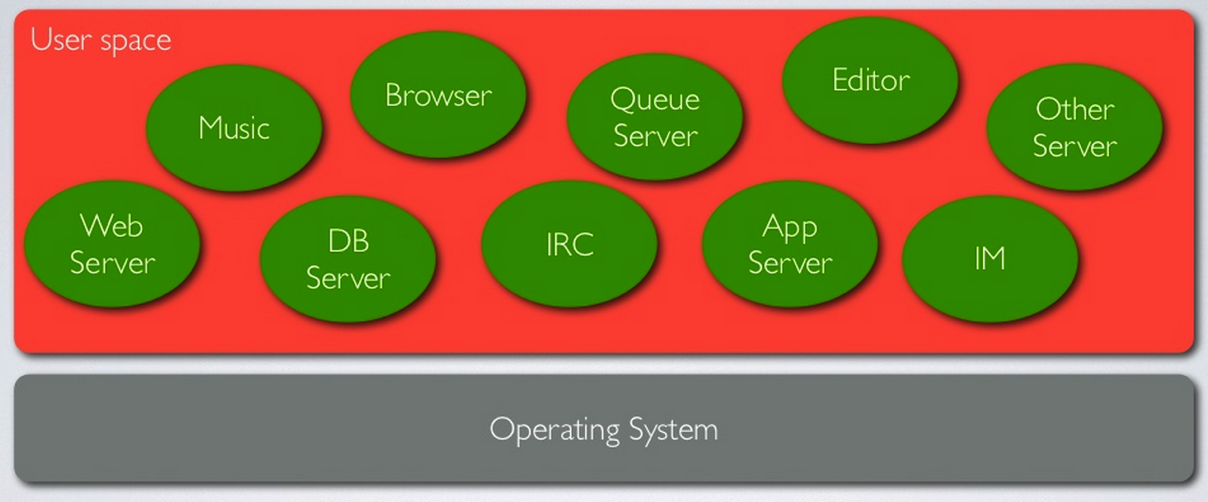 User space
Music
Browser
Queue
Server
Editor
Other
Server
Web
Server
DB
Server
IRC
App
Server
IM
Operating System